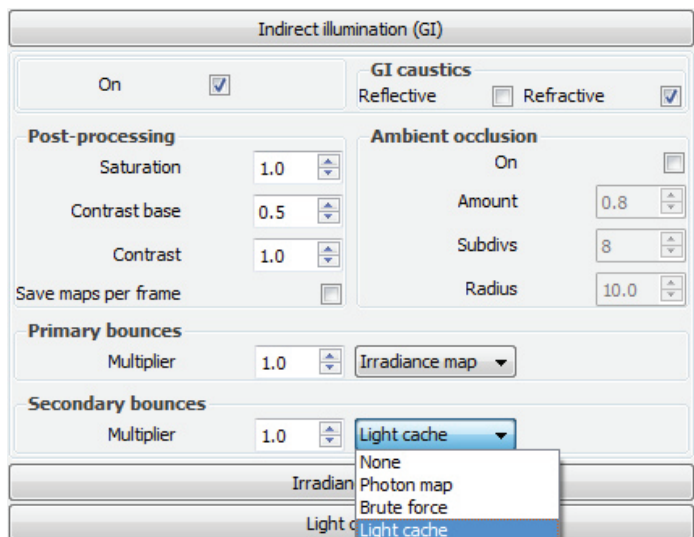 Indirect illumination (GI)
On
GI caustics
Reflective Refractive
Post-processing
Saturation 1.0
Contrast base 0.5
Contrast 1.0
Save maps per frame
Ambient occlusion
On
Amount 0.8
Subdivs 8
Radius 10.0
Primary bounces
Multiplier 1.0 Irradiance map
Secondary bounces
Multiplier 1.0 Light cache
None
Photon map
Brute force
Light cache
Irradian
Light c